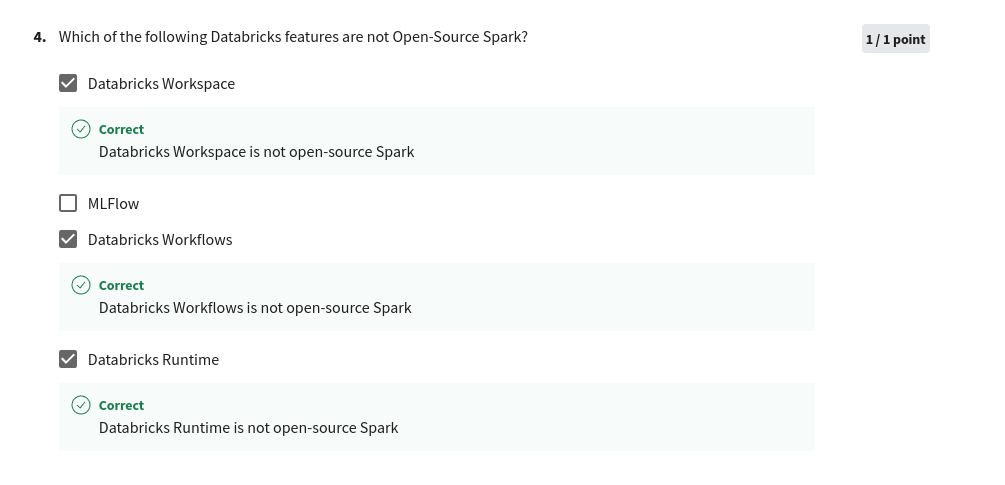 4. Which of the following Databricks features are not Open-Source Spark?
1 / 1 point
Databricks Workspace
Correct
Databricks Workspace is not open-source Spark
MLFlow
Databricks Workflows
Correct
Databricks Workflows is not open-source Spark
Databricks Runtime
Correct
Databricks Runtime is not open-source Spark